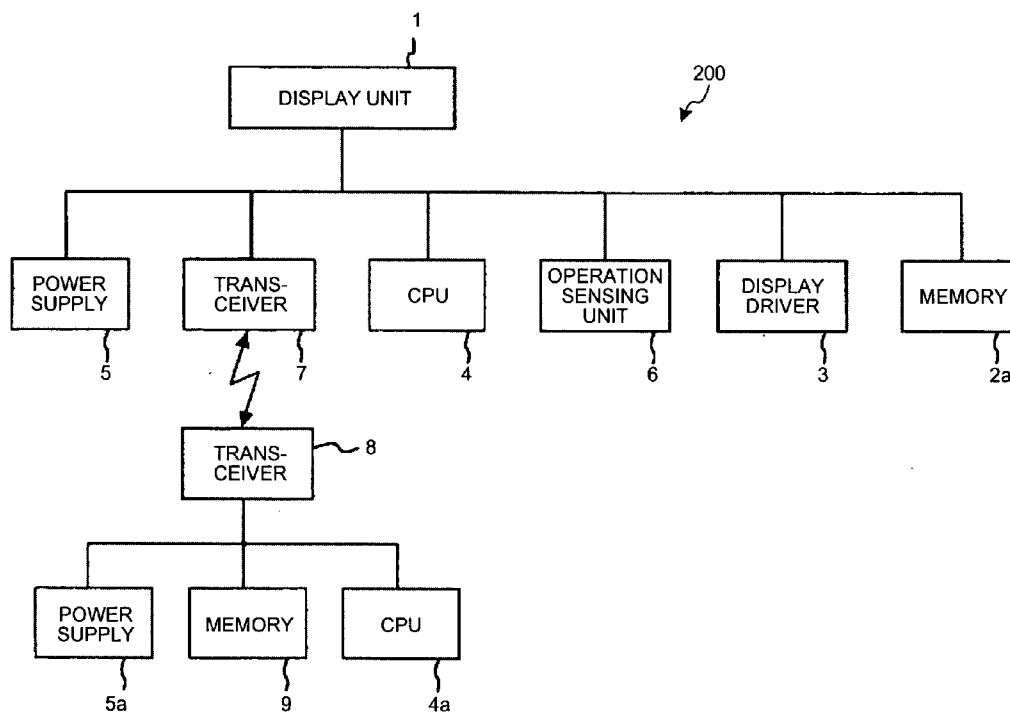 1
200
DISPLAY UNIT
POWER
SUPPLY
TRANS-
CEIVER
CPU
OPERATION
SENSING
UNIT
DISPLAY
DRIVER
MEMORY
5
7
4
6
3
2a
TRANS-
CEIVER
8
POWER
SUPPLY
MEMORY
CPU
5a
9
4a